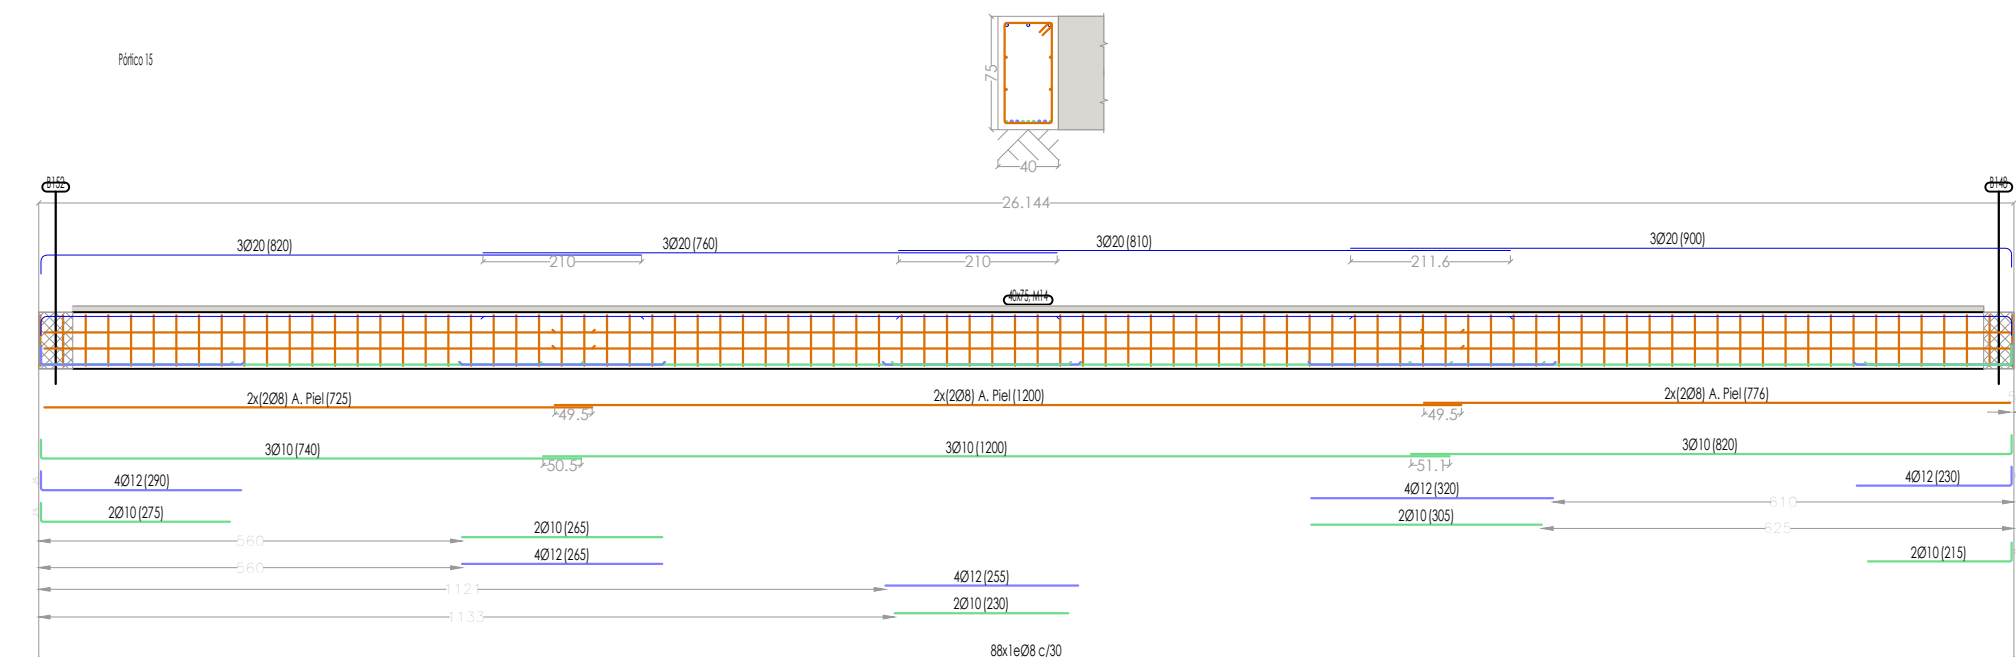 Pórtico 15
75
40
B152
B148
26.144
3Ø20 (820)
3Ø20 (760)
3Ø20 (810)
3Ø20 (900)
210
210
211.6
40x75, M14
2x(2Ø8) A. Piel (725)
2x(2Ø8) A. Piel (1200)
2x(2Ø8) A. Piel (776)
49.5
49.5
3Ø10 (740)
3Ø10 (1200)
3Ø10 (820)
50.5
51.1
4Ø12 (290)
4Ø12 (320)
4Ø12 (230)
610
2Ø10 (275)
2Ø10 (265)
2Ø10 (305)
625
560
4Ø12 (265)
2Ø10 (215)
560
4Ø12 (255)
1121
2Ø10 (230)
1133
88x1eØ8 c/30